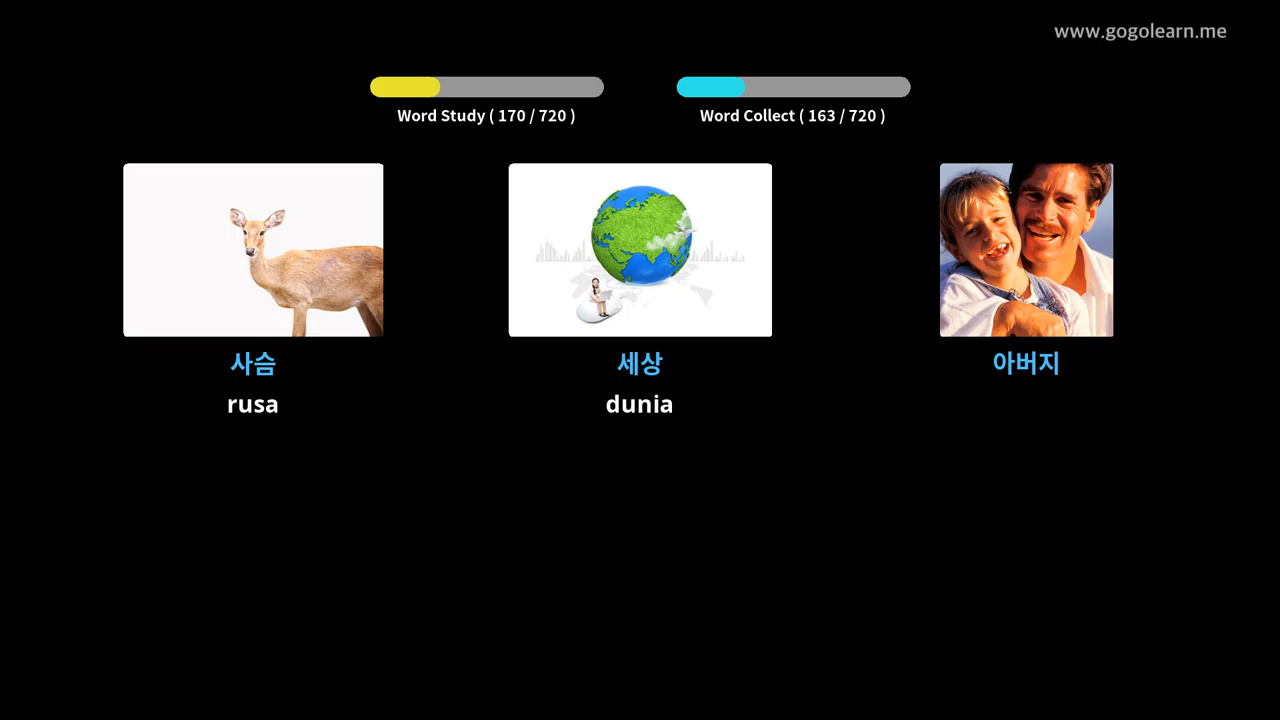 www.gogolearn.me
Word Study ( 170 / 720 )
Word Collect ( 163 / 720 )
사슴
세상
아버지
rusa
dunia